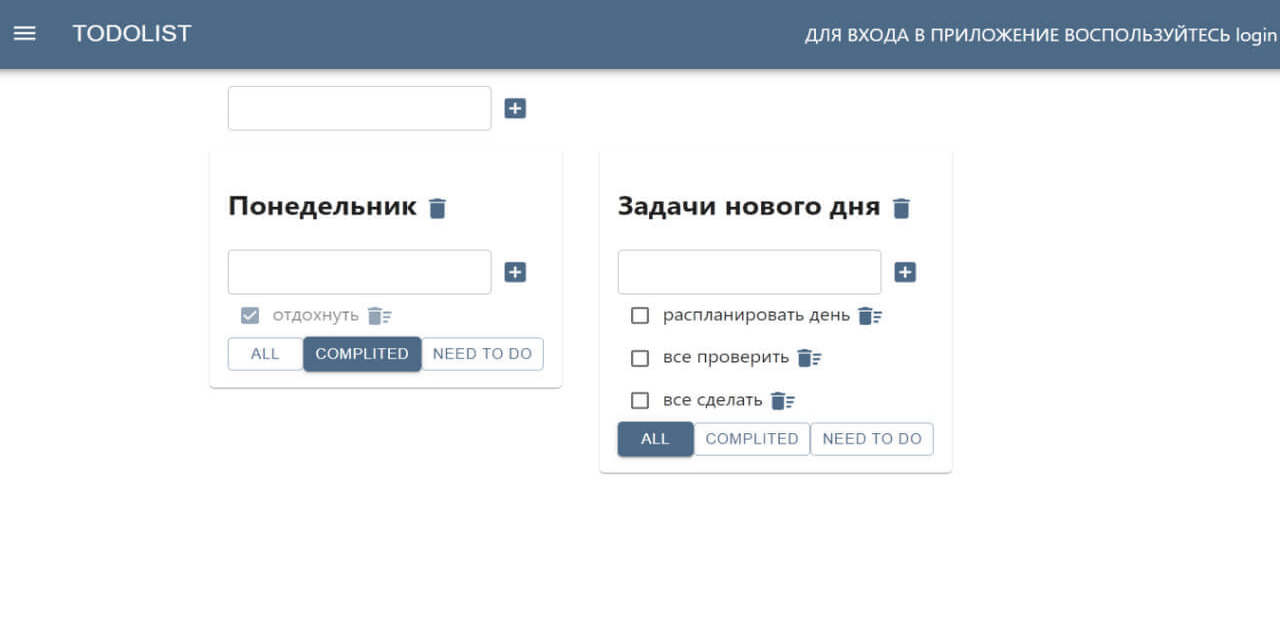 TODOLIST
ДЛЯ ВХОДА В ПРИЛОЖЕНИЕ ВОСПОЛЬЗУЙТЕСЬ login
Понедельник
отдохнуть
ALL COMPLITED NEED TO DO
Задачи нового дня
распланировать день
все проверить
все сделать
ALL COMPLITED NEED TO DO